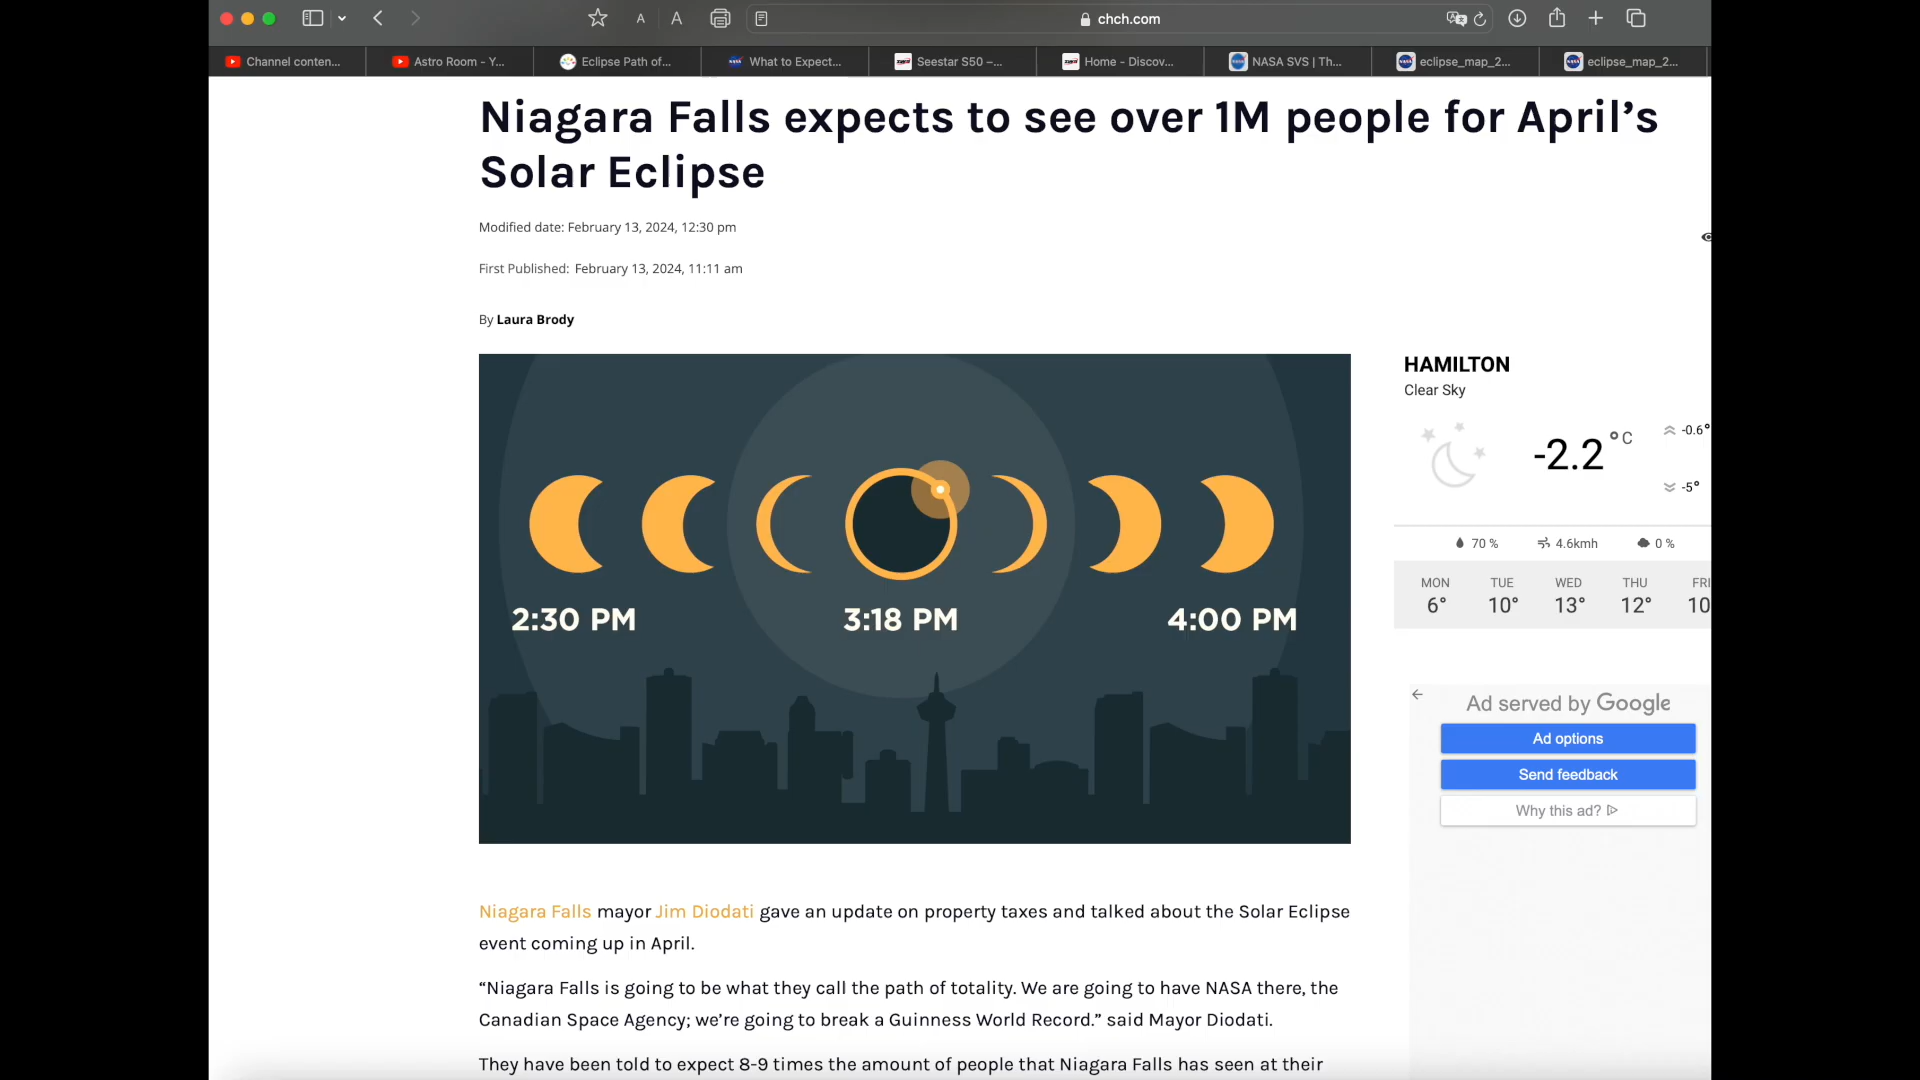 A A chch.com
Channel conten... Astro Room - Y... Eclipse Path of... What to Expect... Seestar S50 –... Home - Discov... NASA SVS | Th... eclipse_map_2... eclipse_map_2...
Niagara Falls expects to see over 1M people for April’s
Solar Eclipse
Modified date: February 13, 2024, 12:30 pm
First Published: February 13, 2024, 11:11 am
By Laura Brody
2:30 PM 3:18 PM 4:00 PM
HAMILTON
Clear Sky
-2.2 °C
-0.6°
-5°
70 % 4.6kmh 0 %
MON TUE WED THU FRI
6° 10° 13° 12° 10
Ad served by Google
Ad options
Send feedback
Why this ad?
Niagara Falls mayor Jim Diodati gave an update on property taxes and talked about the Solar Eclipse
event coming up in April.
“Niagara Falls is going to be what they call the path of totality. We are going to have NASA there, the
Canadian Space Agency; we’re going to break a Guinness World Record.” said Mayor Diodati.
They have been told to expect 8-9 times the amount of people that Niagara Falls has seen at their